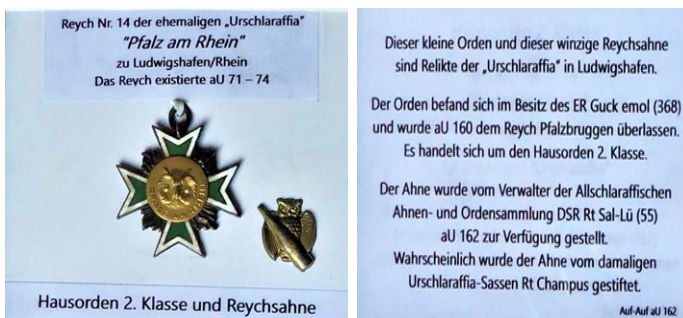 Reych Nr. 14 der ehemaligen „Urschlaraffia"
"Pfalz am Rhein"
zu Ludwigshafen/Rhein
Das Reych existierte aU 71 – 74
Hausorden 2. Klasse und Reychsahne
Dieser kleine Orden und dieser winzige Reychsahne
sind Relikte der „Urschlaraffia" in Ludwigshafen.
Der Orden befand sich im Besitz des ER Guck emol (368)
und wurde aU 160 dem Reych Pfalzbruggen überlassen.
Es handelt sich um den Hausorden 2. Klasse.
Der Ahne wurde vom Verwalter der Allschlaraffischen
Ahnen- und Ordensammlung DSR Rt Sal-Lü (55)
aU 162 zur Verfügung gestellt.
Wahrscheinlich wurde der Ahne vom damaligen
Urschlaraffia-Sassen Rt Champus gestiftet.
Auf-Auf aU 162